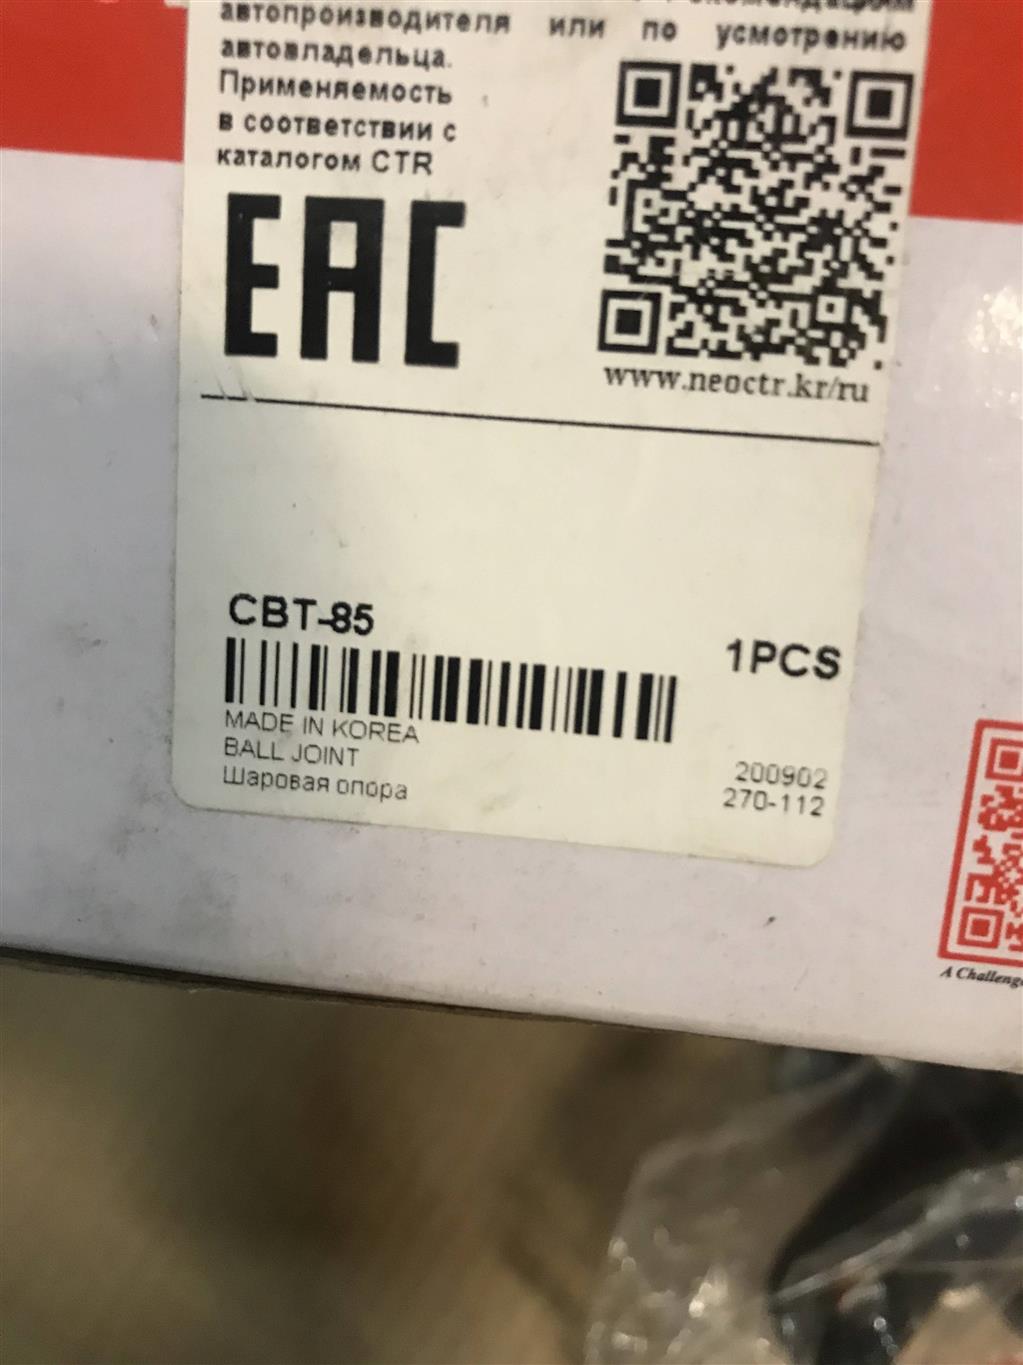 автопроизводителя или по усмотрению
автовладельца.
Применяемость
в соответствии с
каталогом CTR
EAC
www.neoctr.kr/ru
CBT-85
1PCS
MADE IN KOREA
BALL JOINT
Шаровая опора
200902
270-112
A Challenge